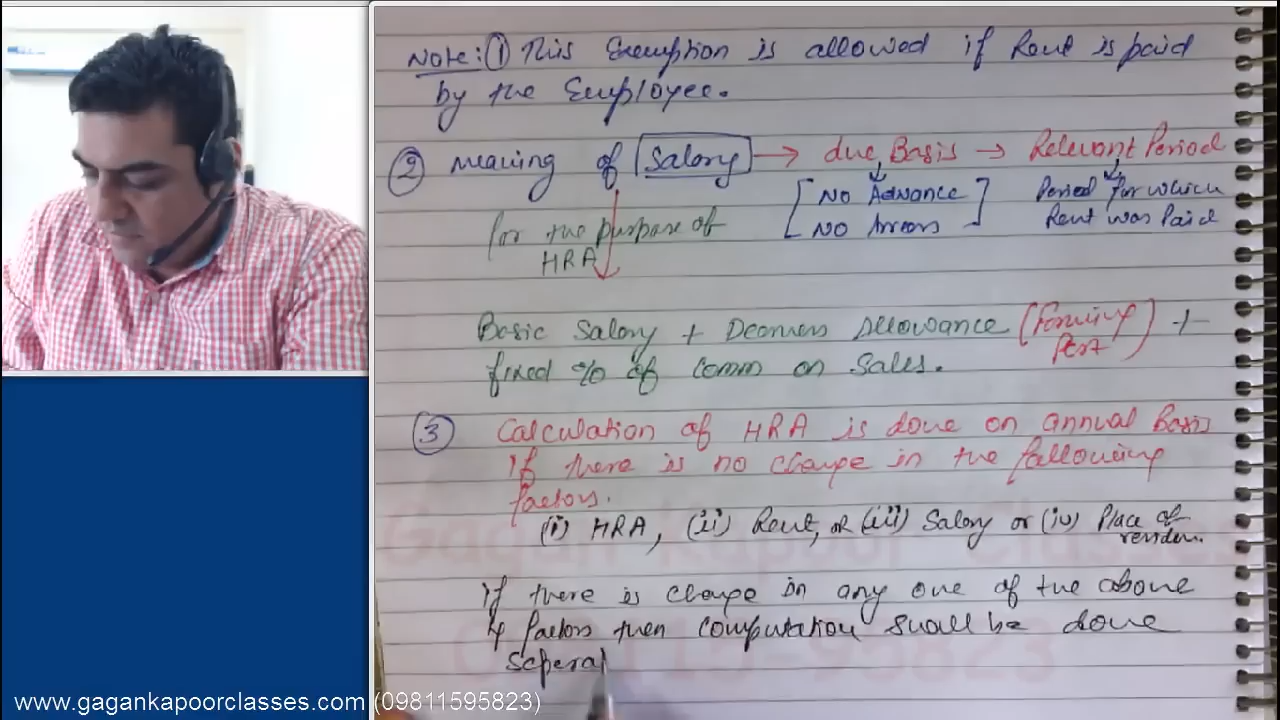 Note: ① This Exemption is allowed if Rent is paid
by the Employee.
② Meaning of Salary → due Basis → Relevant Period
[No Advance
No Arrears]
Period for which
Rent was Paid
for the purpose of
HRA
Basic Salary + Dearness Allowance (Forming Part) +
fixed % of Comm on Sales.
③ Calculation of HRA is done on annual Basis
If there is no change in the following
factors.
(i) HRA, (ii) Rent, or (iii) Salary or (iv) Place of
If there is change in any one of the above
4 factors then computation shall be done
Seperat
Gagan Kapoor Classes
09115-95823
www.gagankapoorclasses.com (09811595823)